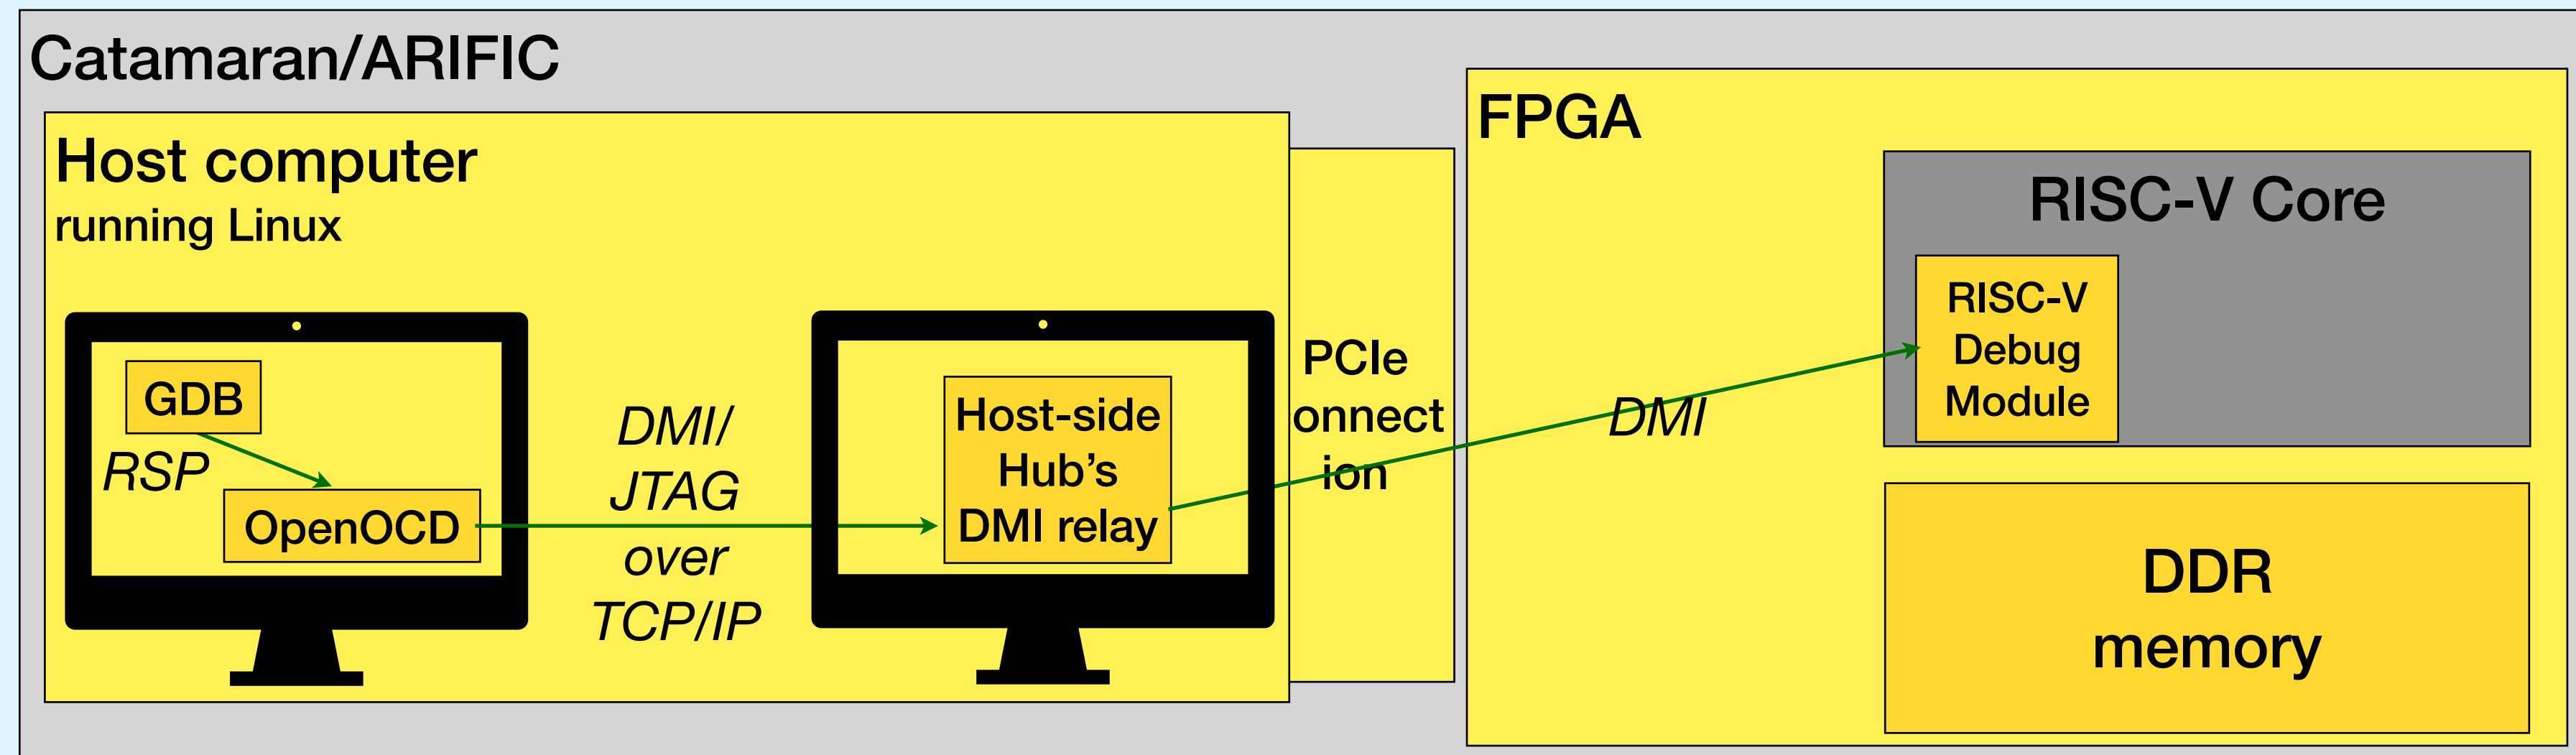 Catamaran/ARIFIC
Host computer
running Linux
GDB
RSP
OpenOCD
DMI/
JTAG
over
TCP/IP
Host-side
Hub's
DMI relay
PCIe
onnect
ion
FPGA
DMI
RISC-V Core
RISC-V
Debug
Module
DDR
memory